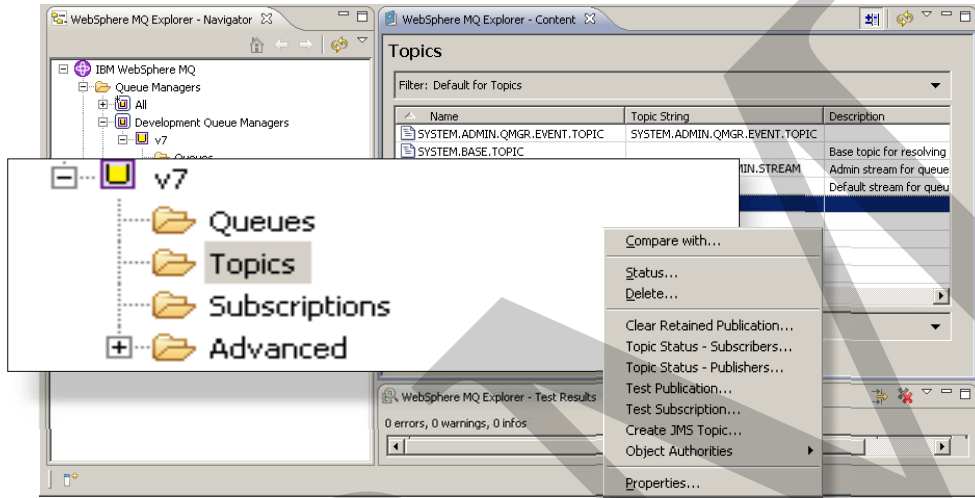 WebSphere MQ Explorer - Navigator
WebSphere MQ Explorer - Content
Topics
IBM WebSphere MQ
Queue Managers
All
Development Queue Managers
v7
Queues
Filter: Default for Topics
Name Topic String Description
SYSTEM.ADMIN.QMGR.EVENT.TOPIC SYSTEM.ADMIN.QMGR.EVENT.TOPIC
SYSTEM.BASE.TOPIC Base topic for resolving
MIN.STREAM Admin stream for queue
Default stream for queu
v7
Queues
Topics
Subscriptions
Advanced
Compare with...
Status...
Delete...
Clear Retained Publication...
Topic Status - Subscribers...
Topic Status - Publishers...
Test Publication...
Test Subscription...
Create JMS Topic...
Object Authorities
Properties...
WebSphere MQ Explorer - Test Results
0 errors, 0 warnings, 0 infos